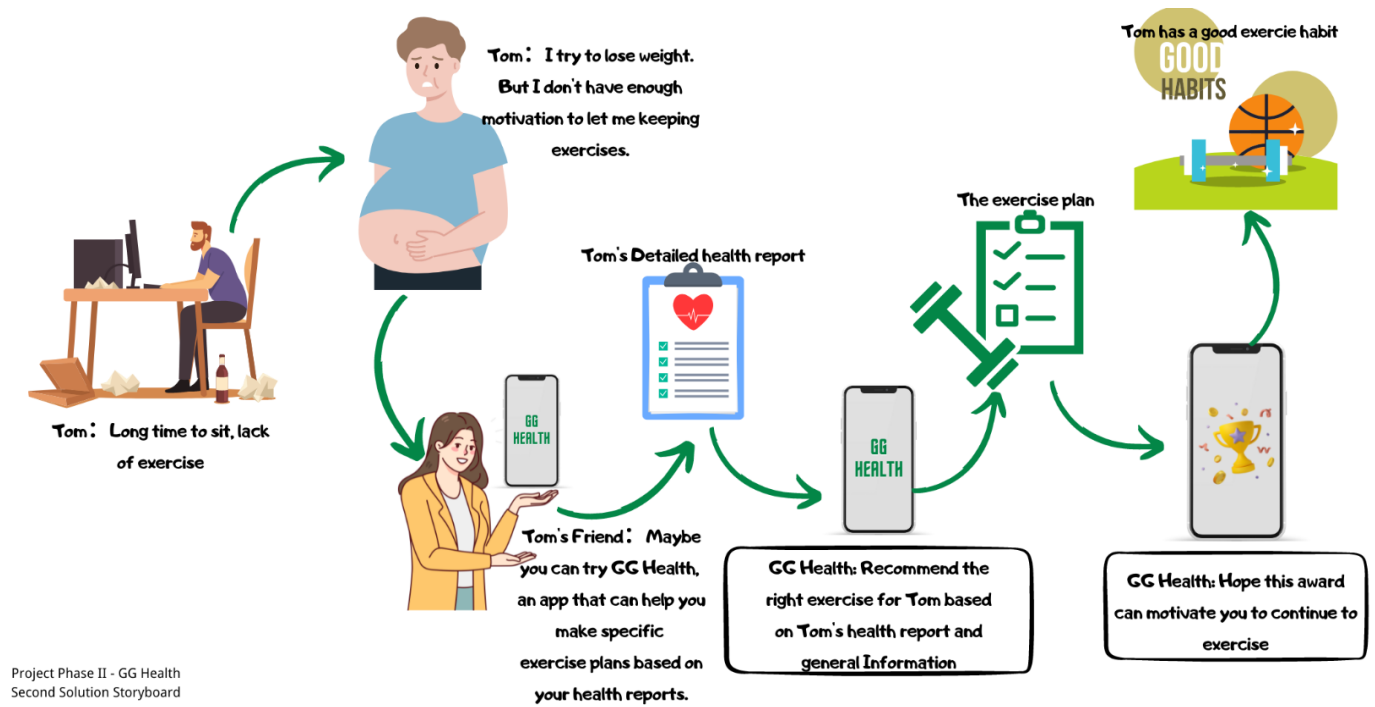 Tom: Long time to sit, lack
of exercise
Tom: I try to lose weight.
But I don't have enough
motivation to let me keeping
exercises.
GG
HEALTH
Tom's Friend: Maybe
you can try GG Health,
an app that can help you
make specific
exercise plans based on
your health reports.
Tom's Detailed health report
GG
HEALTH
GG Health: Recommend the
right exercise for Tom based
on Tom's health report and
general Information
The exercise plan
GG Health: Hope this award
can motivate you to continue to
exercise
Tom has a good exercie habit
GOOD
HABITS
Project Phase II - GG Health
Second Solution Storyboard